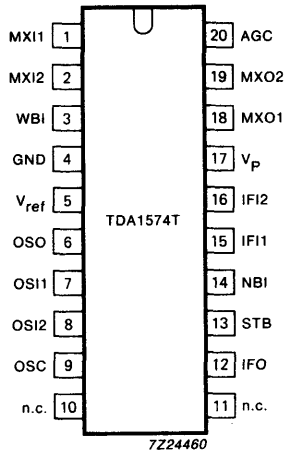 MXI1 1 20 AGC
MXI2 2 19 MXO2
WBI 3 18 MXO1
GND 4 17 Vp
Vref 5 16 IFI2
TDA1574T
OSO 6 15 IFI1
OSI1 7 14 NBI
OSI2 8 13 STB
OSC 9 12 IFO
n.c. 10 11 n.c.
7Z24460